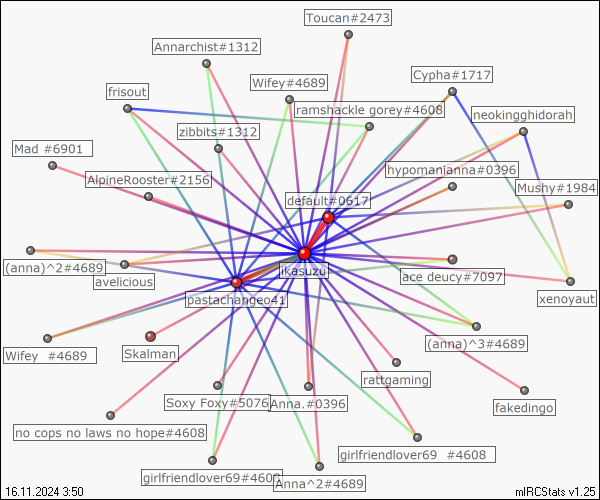 Toucan#2473
Annarchist#1312
Cypha#1717
Wifey#4689
frisout
ramshackle gorey#4608
neokingghidorah
zibbits#1312
Mad #6901
hypomanianna#0396
AlpineRooster#2156
Mushy#1984
default#0617
(anna)^2#4689
ikasuzu
avelicious
ace deucy#7097
pastachangeo41
xenoyaut
(anna)^3#4689
Wifey #4689
Skalman
rattgaming
Soxy Foxy#5076
Anna.#0396
fakedingo
no cops no laws no hope#4608
girlfriendlover69 #4608
girlfriendlover69#4608
Anna^2#4689
16.11.2024 3:50
mIRCStats v1.25